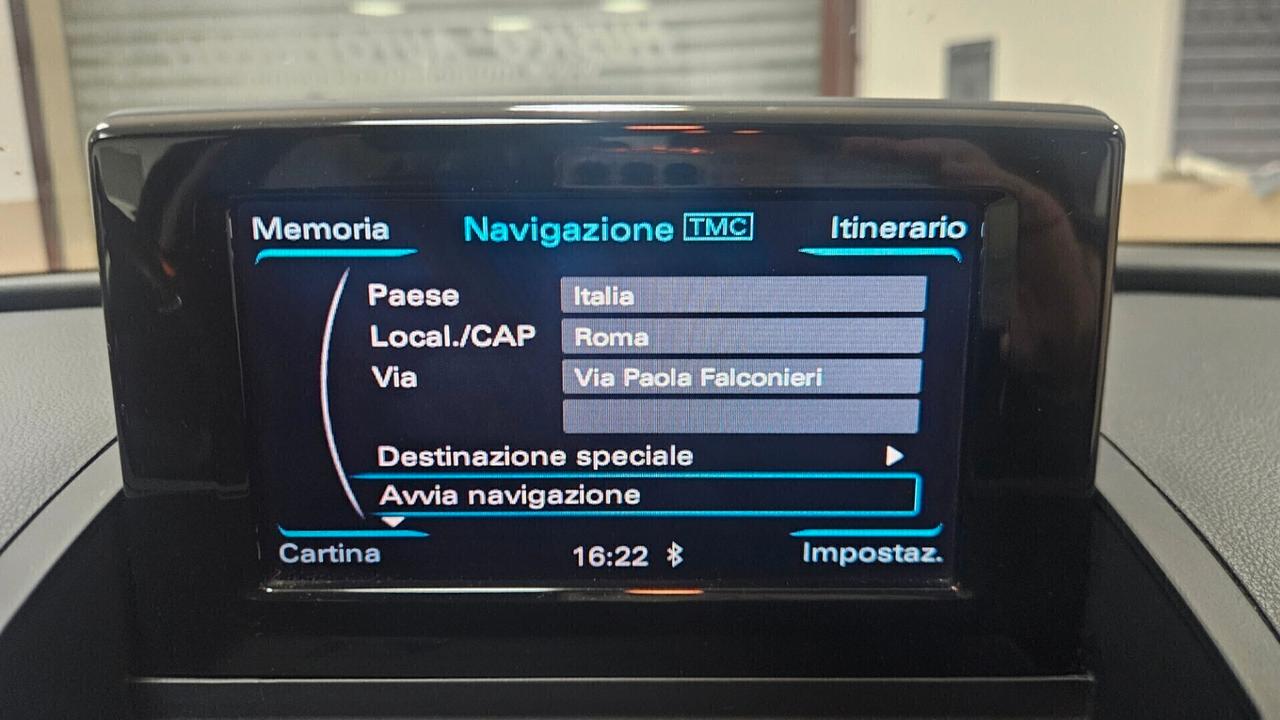 Memoria Navigazione TMC Itinerario
Paese Italia
Local./CAP Roma
Via Via Paola Falconieri
Destinazione speciale
Avvia navigazione
Cartina 16:22 Impostaz.